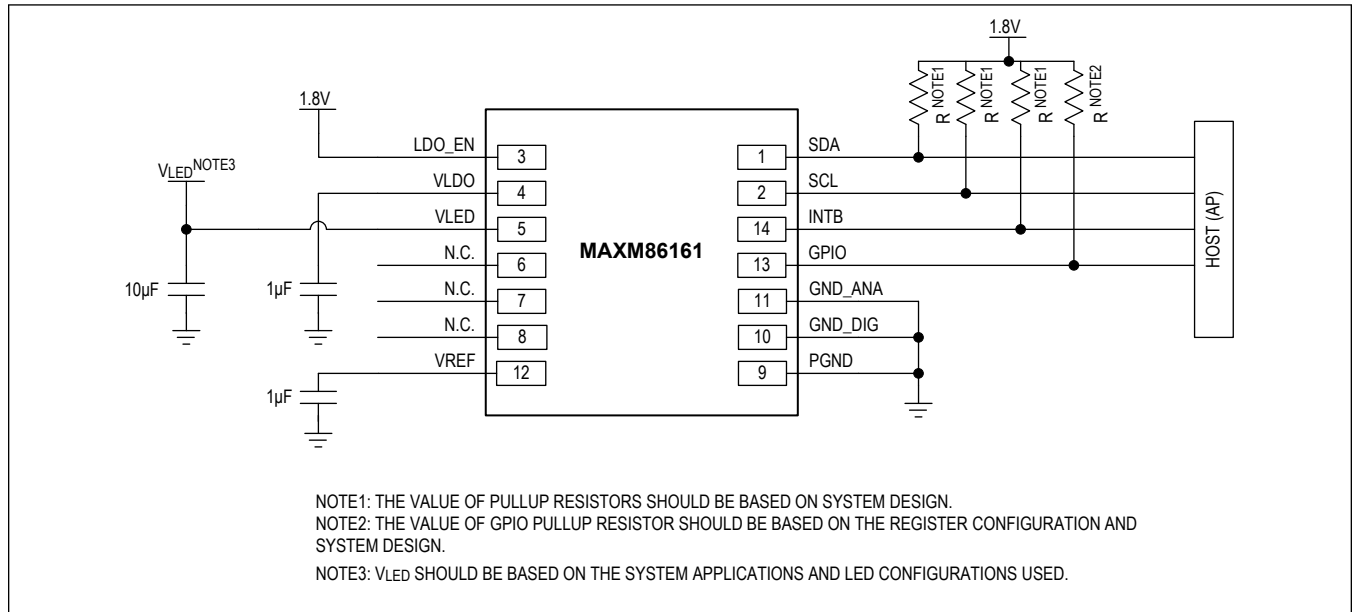 1.8V
R NOTE1
R NOTE1
R NOTE1
R NOTE2
1.8V
VLED NOTE3
LDO_EN
3
VLDO
4
VLED
5
N.C.
6
N.C.
7
N.C.
8
VREF
12
10µF
1µF
1µF
MAXM86161
1
SDA
2
SCL
14
INTB
13
GPIO
11
GND_ANA
10
GND_DIG
9
PGND
HOST (AP)
NOTE1: THE VALUE OF PULLUP RESISTORS SHOULD BE BASED ON SYSTEM DESIGN.
NOTE2: THE VALUE OF GPIO PULLUP RESISTOR SHOULD BE BASED ON THE REGISTER CONFIGURATION AND
SYSTEM DESIGN.
NOTE3: VLED SHOULD BE BASED ON THE SYSTEM APPLICATIONS AND LED CONFIGURATIONS USED.